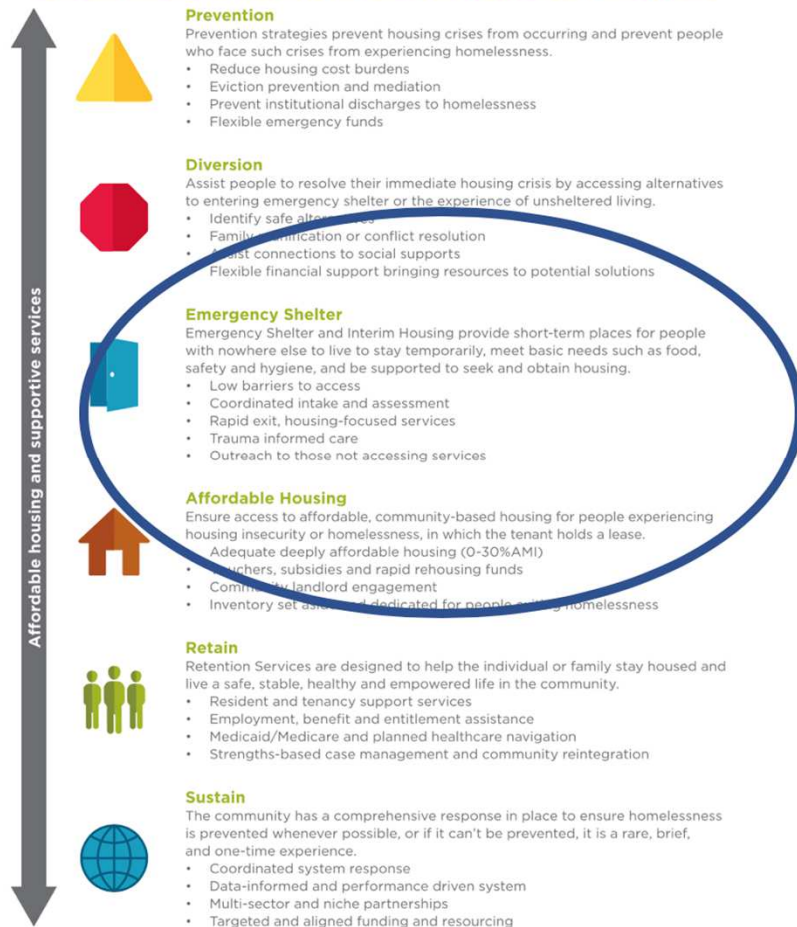 Prevention
Prevention strategies prevent housing crises from occurring and prevent people
who face such crises from experiencing homelessness.
• Reduce housing cost burdens
• Eviction prevention and mediation
• Prevent institutional discharges to homelessness
• Flexible emergency funds
Diversion
Assist people to resolve their immediate housing crisis by accessing alternatives
to entering emergency shelter or the experience of unsheltered living.
• Identify safe alternatives
• Family reunification or conflict resolution
• Assist connections to social supports
Flexible financial support bringing resources to potential solutions
Emergency Shelter
Emergency Shelter and Interim Housing provide short-term places for people
with nowhere else to live to stay temporarily, meet basic needs such as food,
safety and hygiene, and be supported to seek and obtain housing.
• Low barriers to access
• Coordinated intake and assessment
• Rapid exit, housing-focused services
• Trauma informed care
• Outreach to those not accessing services
Affordable Housing
Ensure access to affordable, community-based housing for people experiencing
housing insecurity or homelessness, in which the tenant holds a lease.
Adequate deeply affordable housing (0-30%AMI)
• Vouchers, subsidies and rapid rehousing funds
• Community landlord engagement
• Inventory set aside and dedicated for people exiting homelessness
Retain
Retention Services are designed to help the individual or family stay housed and
live a safe, stable, healthy and empowered life in the community.
• Resident and tenancy support services
• Employment, benefit and entitlement assistance
• Medicaid/Medicare and planned healthcare navigation
• Strengths-based case management and community reintegration
Sustain
The community has a comprehensive response in place to ensure homelessness
is prevented whenever possible, or if it can't be prevented, it is a rare, brief,
and one-time experience.
• Coordinated system response
• Data-informed and performance driven system
• Multi-sector and niche partnerships
• Targeted and aligned funding and resourcing
Affordable housing and supportive services